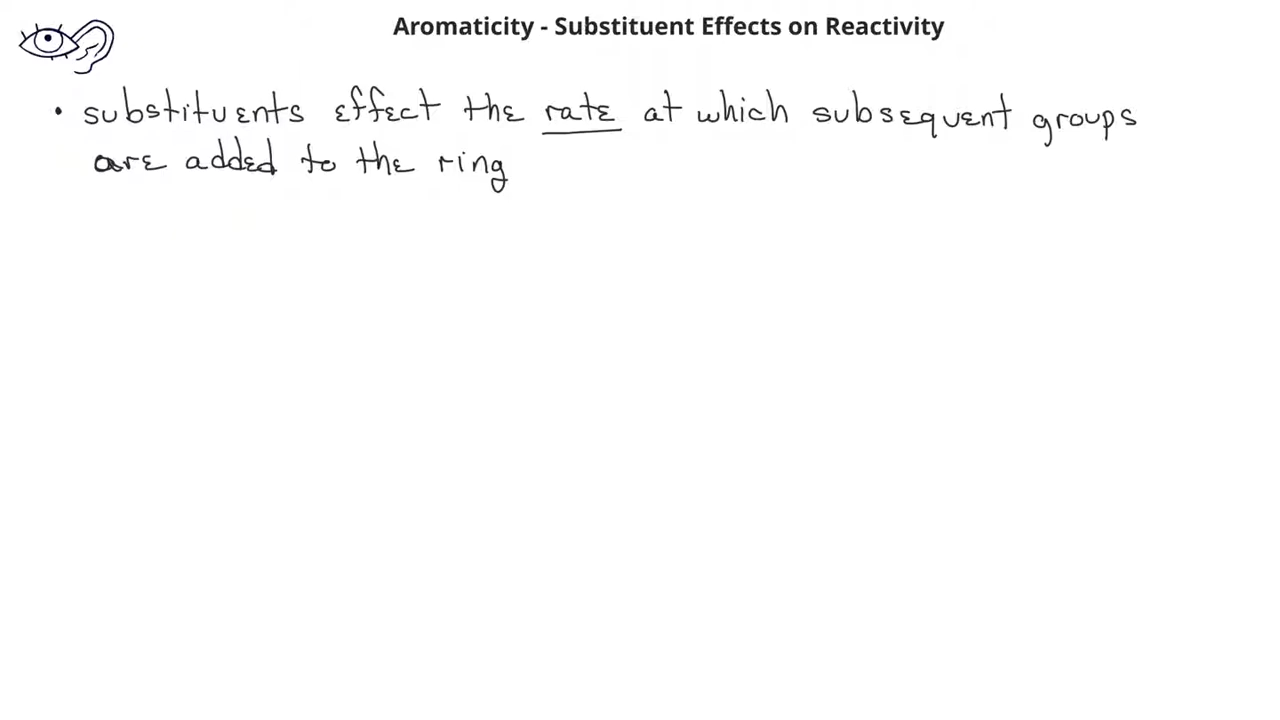 Aromaticity - Substituent Effects on Reactivity
• substituents effect the rate at which subsequent groups
are added to the ring